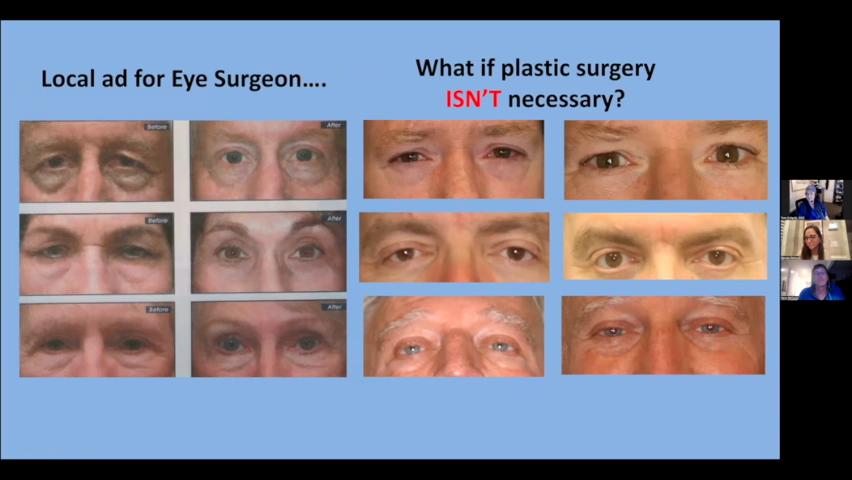 Local ad for Eye Surgeon....
What if plastic surgery
ISN'T necessary?
Before
After
Before
After
Before
After